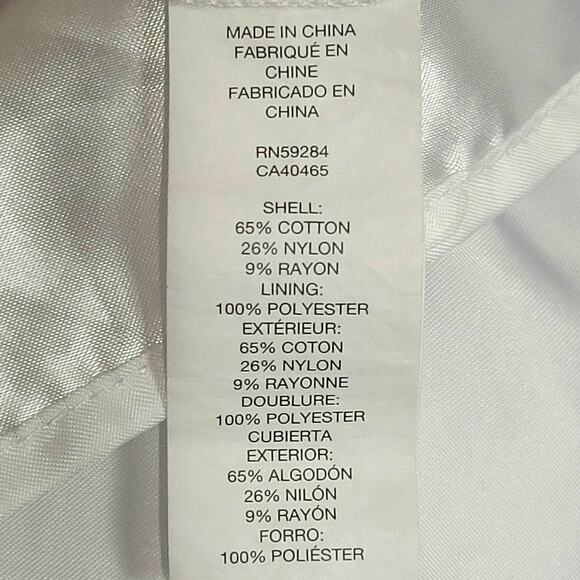 MADE IN CHINA
FABRIQUÉ EN
CHINE
FABRICADO EN
CHINA
RN59284
CA40465
SHELL:
65% COTTON
26% NYLON
9% RAYON
LINING:
100% POLYESTER
EXTÉRIEUR:
65% COTON
26% NYLON
9% RAYONNE
DOUBLURE:
100% POLYESTER
CUBIERTA
EXTERIOR:
65% ALGODÓN
26% NILÓN
9% RAYÓN
FORRO:
100% POLIÉSTER